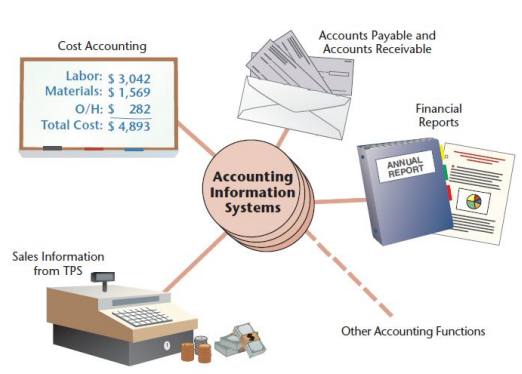 Cost Accounting
Labor: $ 3,042
Materials: $ 1,569
O/H: $ 282
Total Cost: $ 4,893
Accounts Payable and
Accounts Receivable
Financial
Reports
ANNUAL
REPORT
Accounting
Information
Systems
Sales Information
from TPS
Other Accounting Functions